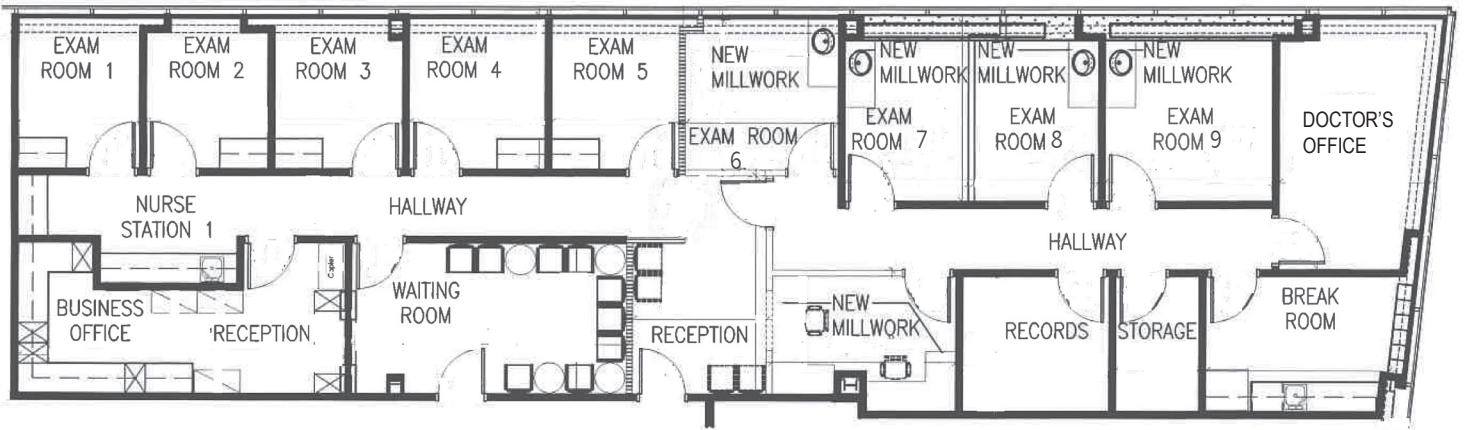 EXAM
ROOM 1
EXAM
ROOM 2
EXAM
ROOM 3
EXAM
ROOM 4
EXAM
ROOM 5
NEW
MILLWORK
EXAM ROOM
6
NEW
MILLWORK
EXAM
ROOM 7
NEW
MILLWORK
EXAM
ROOM 8
NEW
MILLWORK
EXAM
ROOM 9
DOCTOR'S
OFFICE
NURSE
STATION 1
HALLWAY
HALLWAY
BUSINESS
OFFICE
RECEPTION
Copier
WAITING
ROOM
RECEPTION
NEW
MILLWORK
RECORDS
STORAGE
BREAK
ROOM